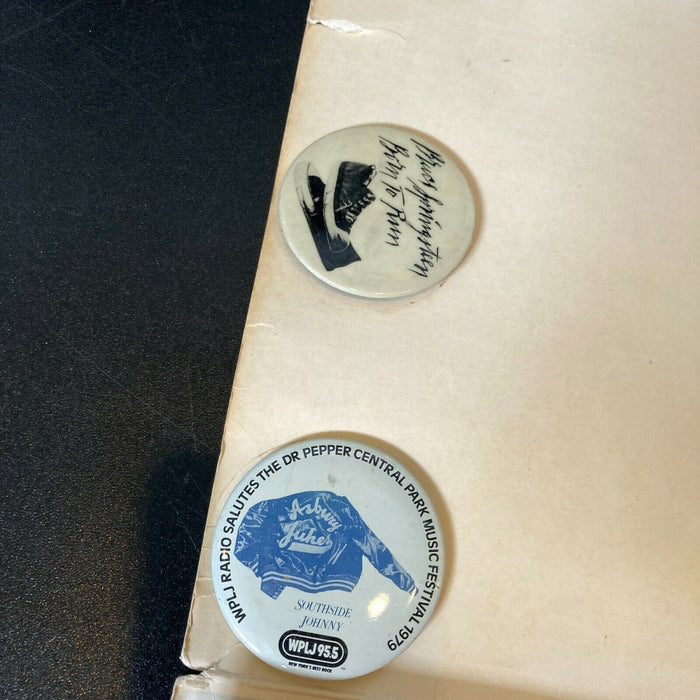 Bruce Springsteen
Born To Run
WPLJ RADIO SALUTES THE DR PEPPER CENTRAL PARK MUSIC FESTIVAL 1979
Asbury
Jukes
SOUTHSIDE
JOHNNY
WPLJ 95.5
NEW YORK'S BEST ROCK